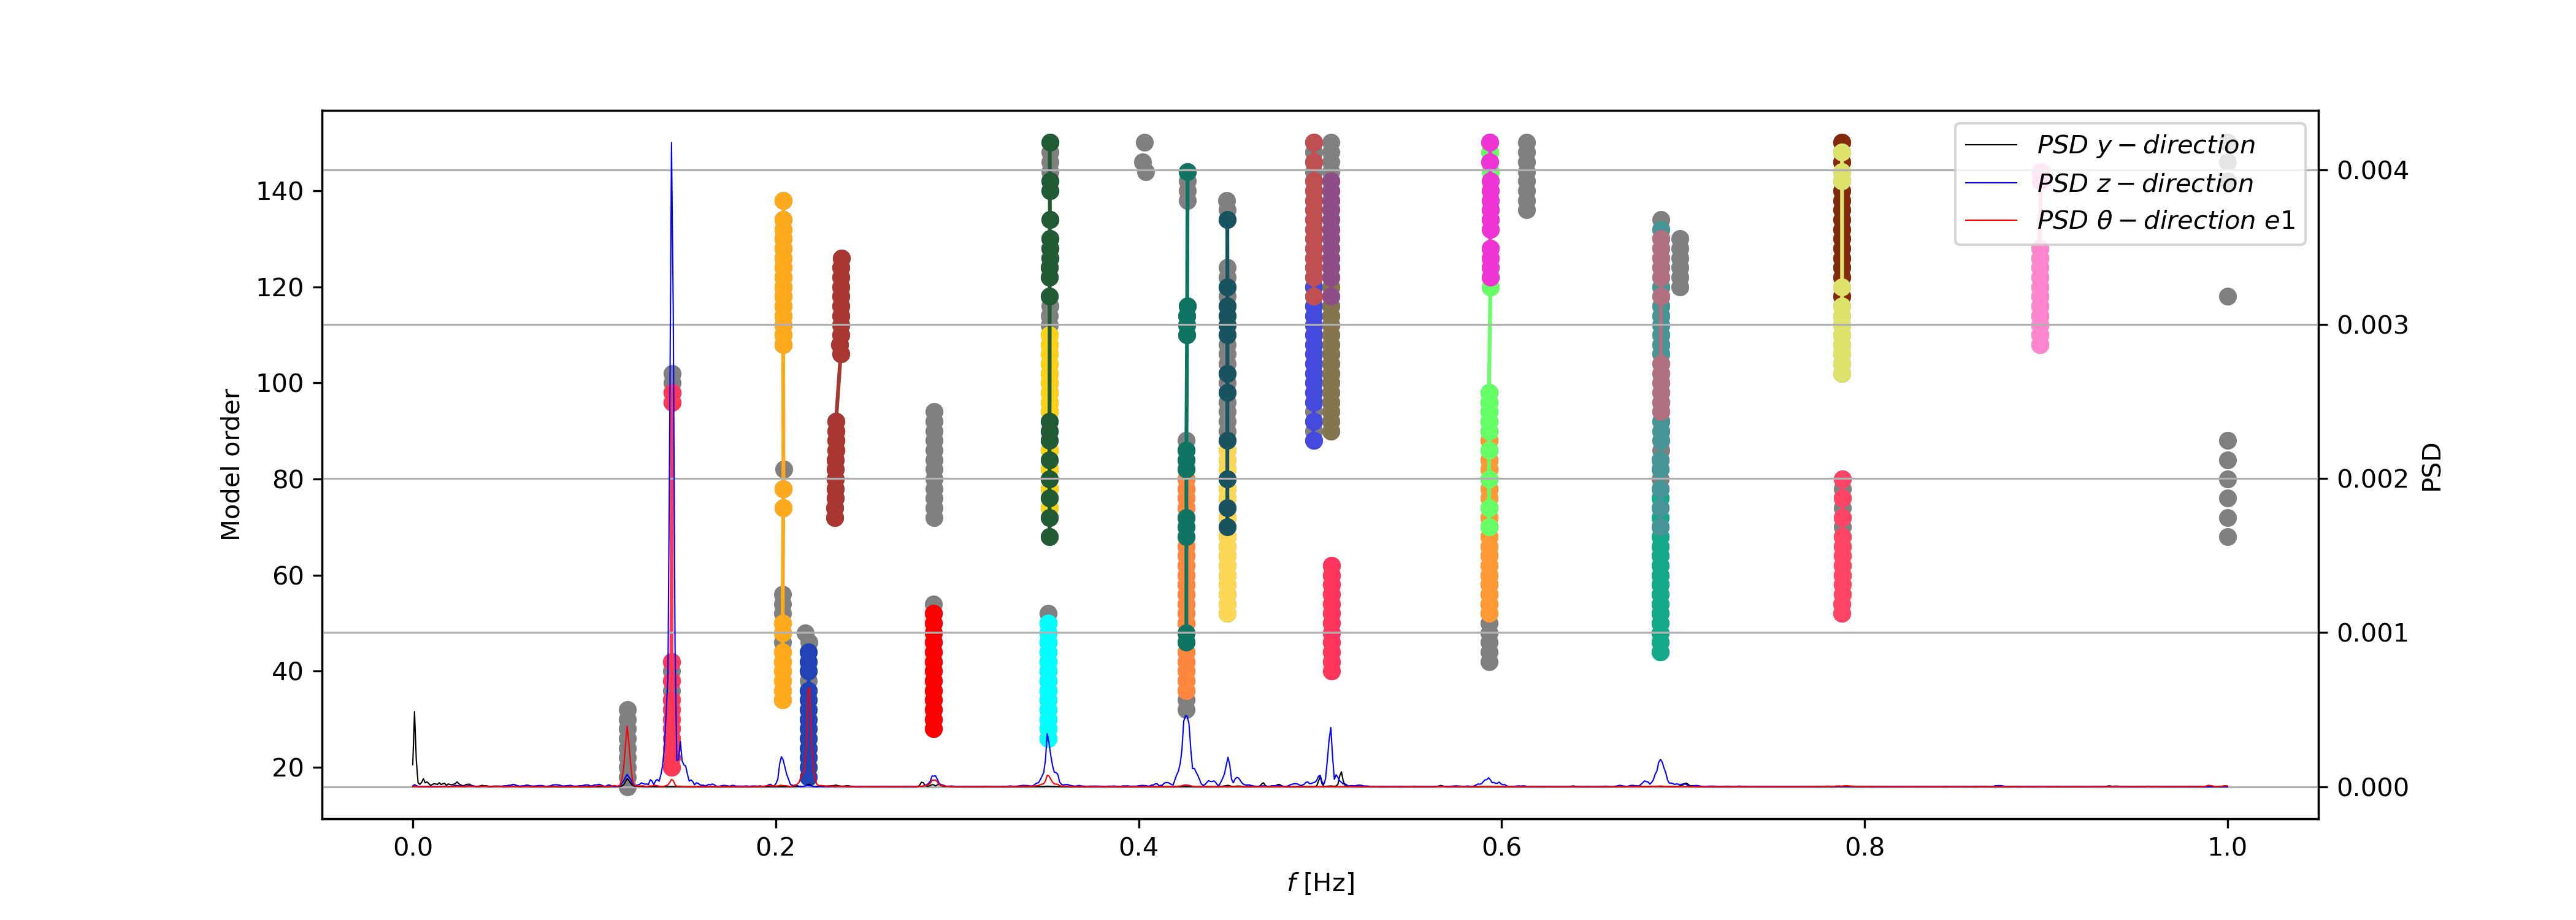 PSD y − direction
PSD z − direction
PSD θ − direction e1
Model order
140
120
100
80
60
40
20
PSD
0.004
0.003
0.002
0.001
0.000
0.0 0.2 0.4 0.6 0.8 1.0
f [Hz]